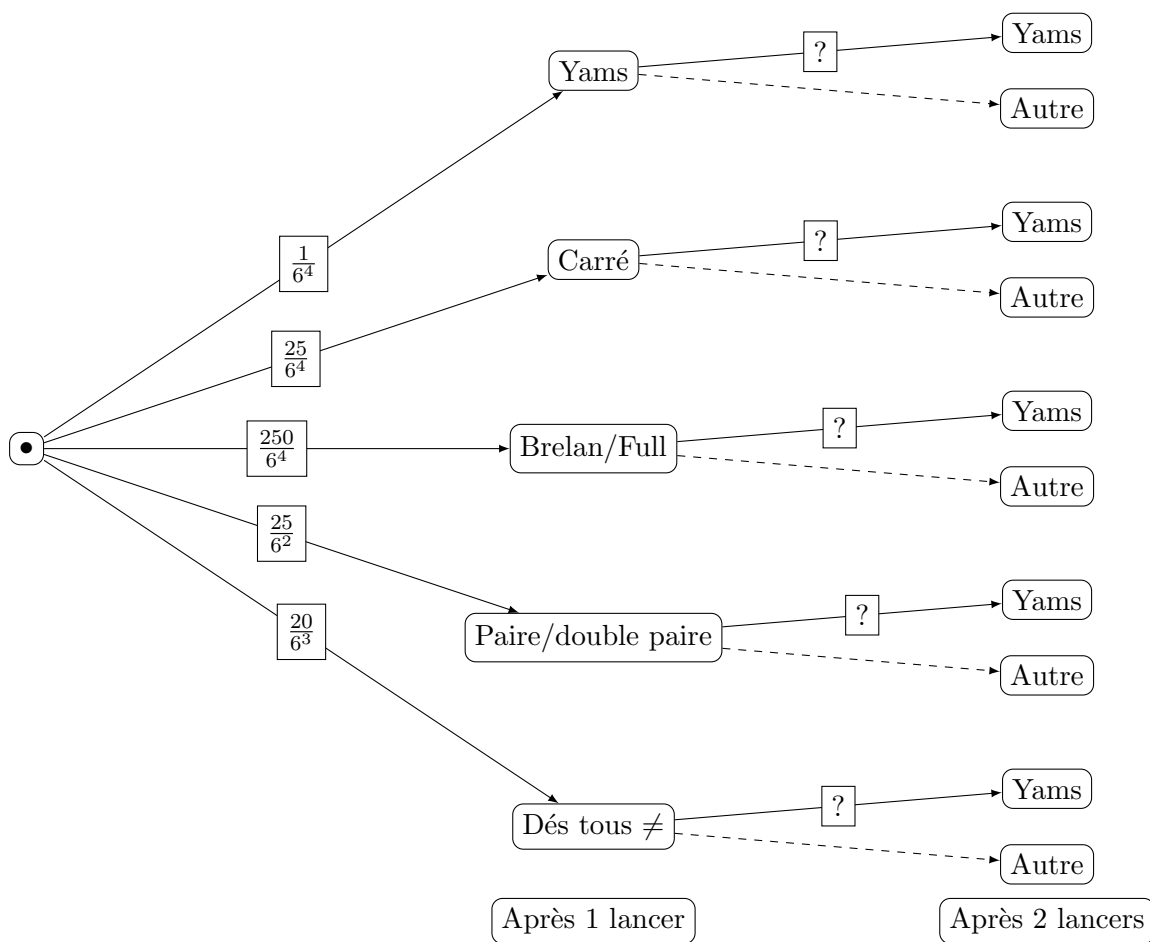 Yams
?
Yams
Autre
1/6^4
Yams
?
Carré
Autre
25/6^4
Yams
?
•
250/6^4
Brelan/Full
Autre
25/6^2
Yams
?
20/6^3
Paire/double paire
Autre
Yams
?
Dés tous ≠
Autre
Après 1 lancer
Après 2 lancers